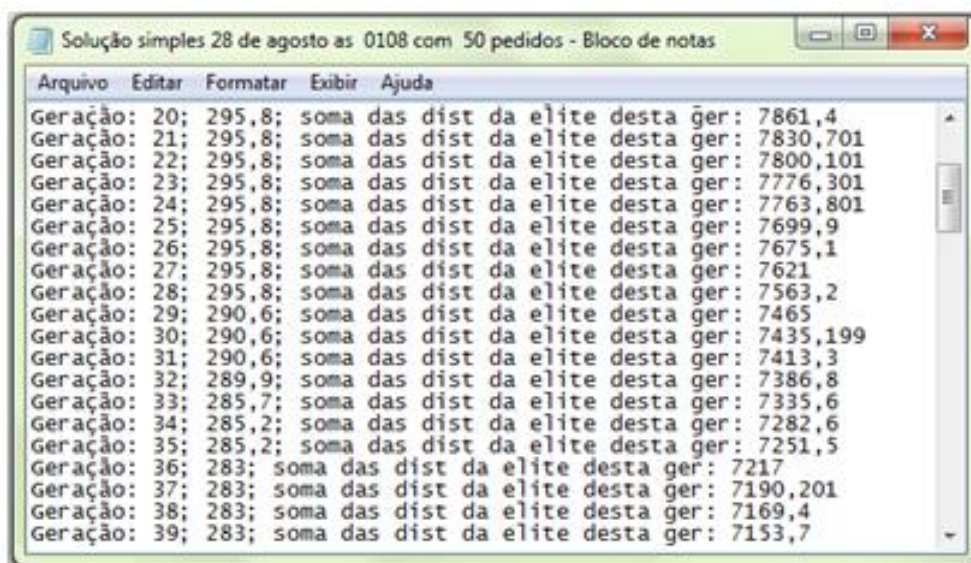 Solução simples 28 de agosto as 0108 com 50 pedidos - Bloco de notas
Arquivo Editar Formatar Exibir Ajuda
Geração: 20; 295,8; soma das dist da elite desta ger: 7861,4
Geração: 21; 295,8; soma das dist da elite desta ger: 7830,701
Geração: 22; 295,8; soma das dist da elite desta ger: 7800,101
Geração: 23; 295,8; soma das dist da elite desta ger: 7776,301
Geração: 24; 295,8; soma das dist da elite desta ger: 7763,801
Geração: 25; 295,8; soma das dist da elite desta ger: 7699,9
Geração: 26; 295,8; soma das dist da elite desta ger: 7675,1
Geração: 27; 295,8; soma das dist da elite desta ger: 7621
Geração: 28; 295,8; soma das dist da elite desta ger: 7563,2
Geração: 29; 290,6; soma das dist da elite desta ger: 7465
Geração: 30; 290,6; soma das dist da elite desta ger: 7435,199
Geração: 31; 290,6; soma das dist da elite desta ger: 7413,3
Geração: 32; 289,9; soma das dist da elite desta ger: 7386,8
Geração: 33; 285,7; soma das dist da elite desta ger: 7335,6
Geração: 34; 285,2; soma das dist da elite desta ger: 7282,6
Geração: 35; 285,2; soma das dist da elite desta ger: 7251,5
Geração: 36; 283; soma das dist da elite desta ger: 7217
Geração: 37; 283; soma das dist da elite desta ger: 7190,201
Geração: 38; 283; soma das dist da elite desta ger: 7169,4
Geração: 39; 283; soma das dist da elite desta ger: 7153,7